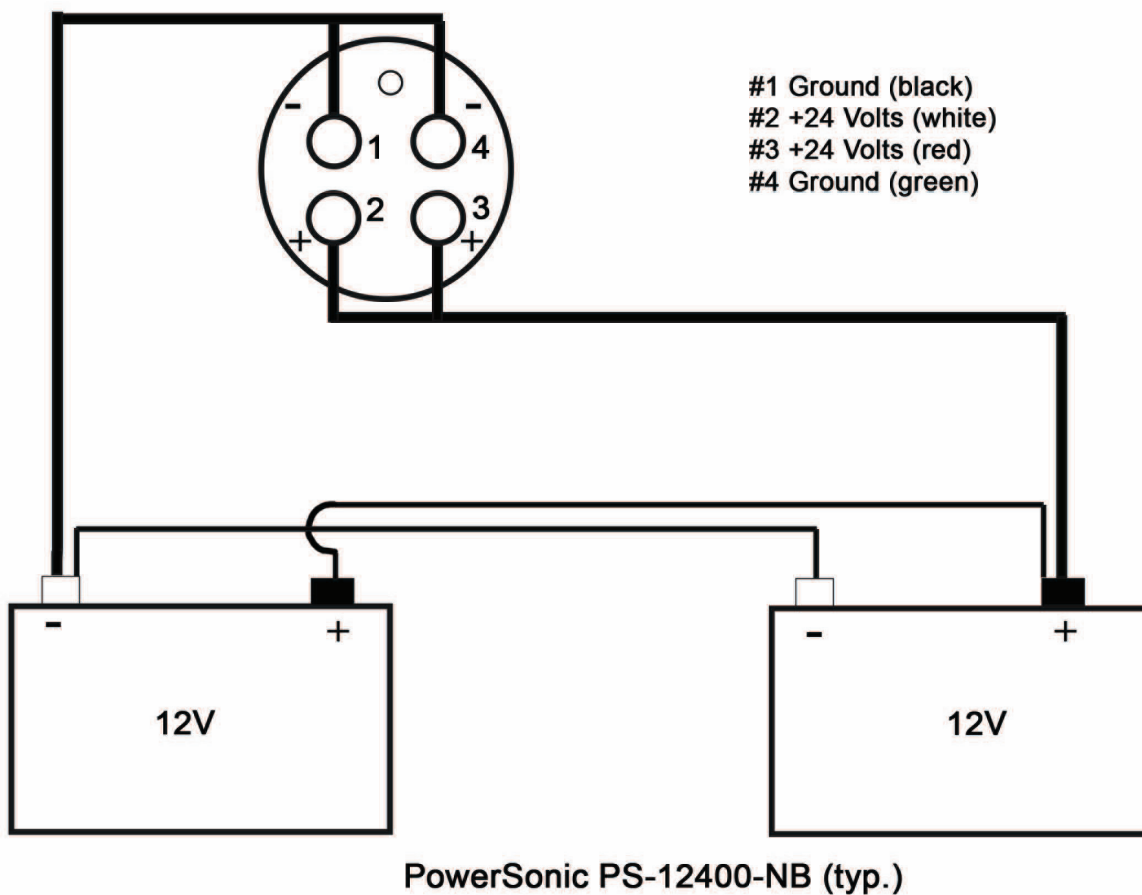 #1 Ground (black)
#2 +24 Volts (white)
#3 +24 Volts (red)
#4 Ground (green)
- -
1 4
2 3
+ +
- +
- +
12V
12V
PowerSonic PS-12400-NB (typ.)